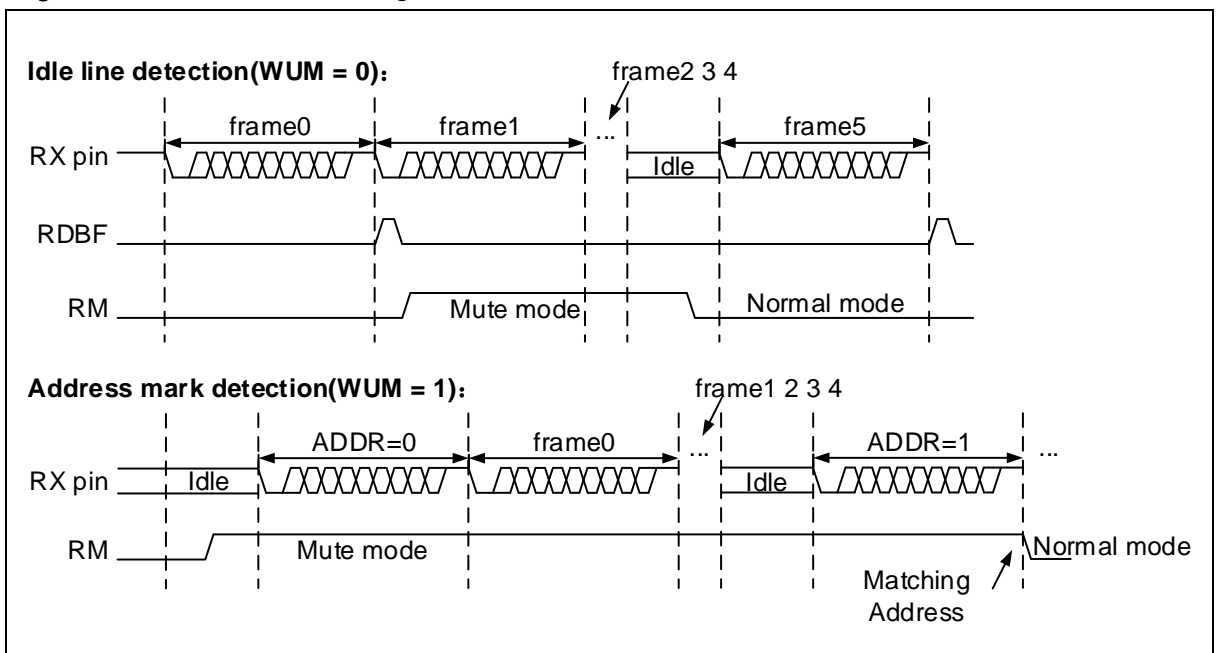 Idle line detection(WUM = 0)：
frame2 3 4
frame0 frame1 ... frame5
RX pin Idle
RDBF
RM Mute mode Normal mode
Address mark detection(WUM = 1)：
frame1 2 3 4
ADDR=0 frame0 ... ADDR=1 ...
RX pin Idle Idle
RM Mute mode Normal mode
Matching
Address